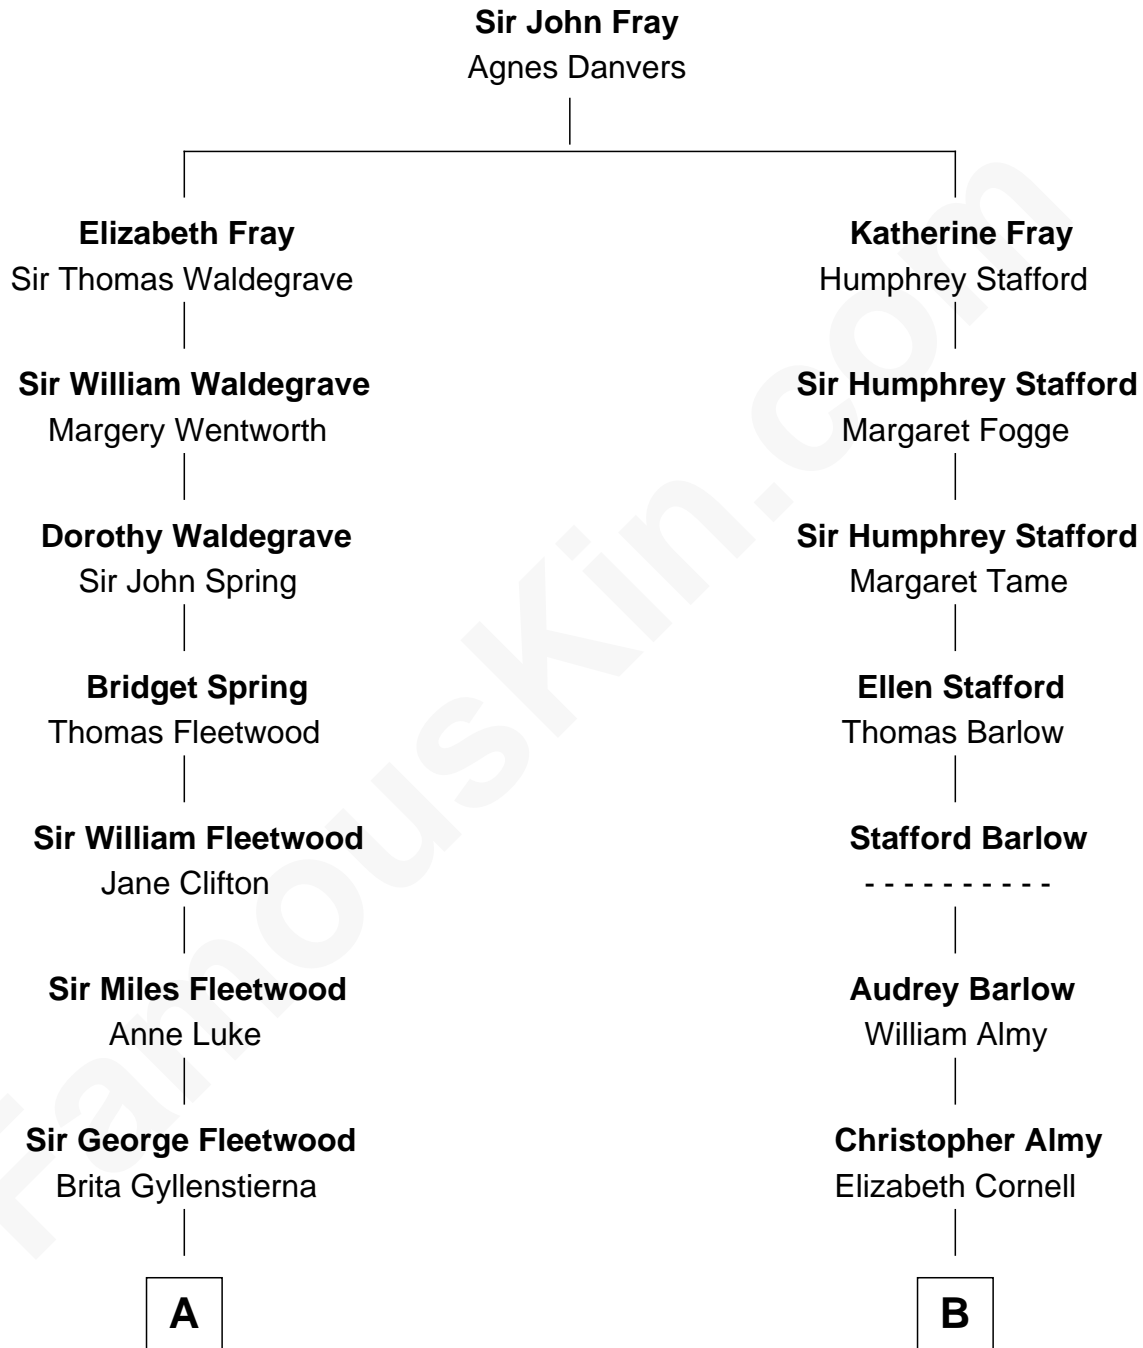 Sir John Fray
Agnes Danvers
Elizabeth Fray
Sir Thomas Waldegrave
Katherine Fray
Humphrey Stafford
Sir William Waldegrave
Margery Wentworth
Sir Humphrey Stafford
Margaret Fogge
Dorothy Waldegrave
Sir John Spring
Sir Humphrey Stafford
Margaret Tame
Bridget Spring
Thomas Fleetwood
Ellen Stafford
Thomas Barlow
Sir William Fleetwood
Jane Clifton
Stafford Barlow
- - - - - - - - - -
Sir Miles Fleetwood
Anne Luke
Audrey Barlow
William Almy
Sir George Fleetwood
Brita Gyllenstierna
Christopher Almy
Elizabeth Cornell
A
B
FamousKin.com